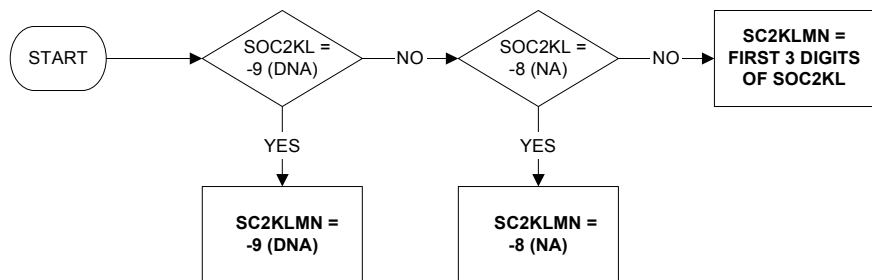 START
SOC2KL =
-9 (DNA)
NO
SOC2KL =
-8 (NA)
NO
SC2KLMN =
FIRST 3 DIGITS
OF SOC2KL
YES
YES
SC2KLMN =
-9 (DNA)
SC2KLMN =
-8 (NA)